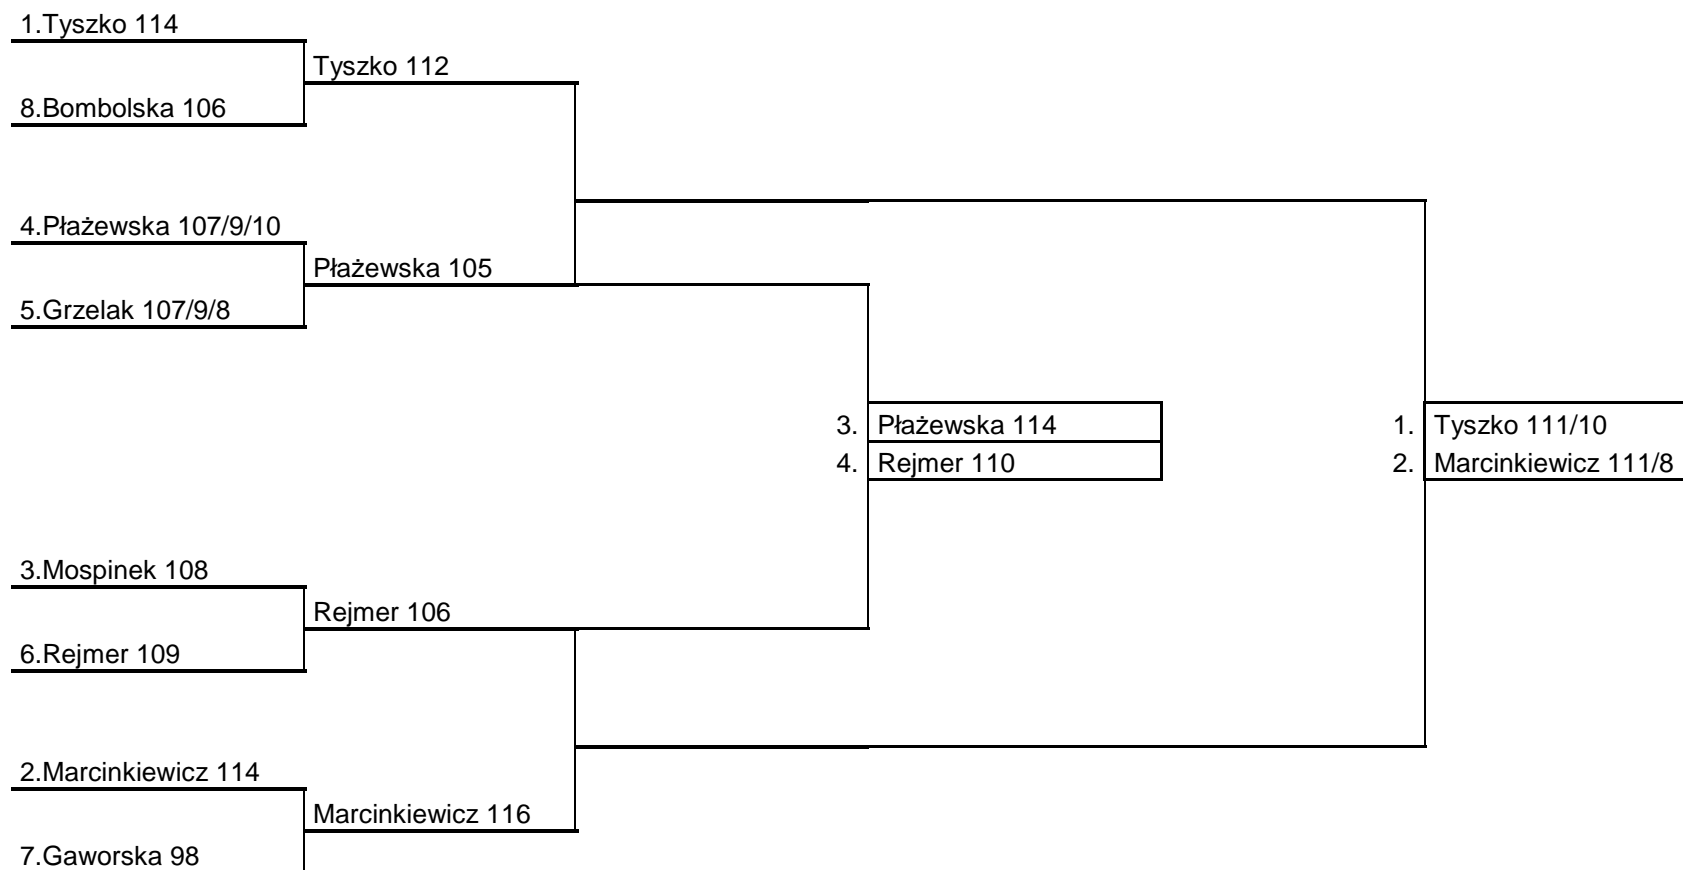 1.Tyszko 114
Tyszko 112
8.Bombolska 106
4.Płażewska 107/9/10
Płażewska 105
5.Grzelak 107/9/8
3. Płażewska 114
4. Rejmer 110
1. Tyszko 111/10
2. Marcinkiewicz 111/8
3.Mospinek 108
Rejmer 106
6.Rejmer 109
2.Marcinkiewicz 114
Marcinkiewicz 116
7.Gaworska 98